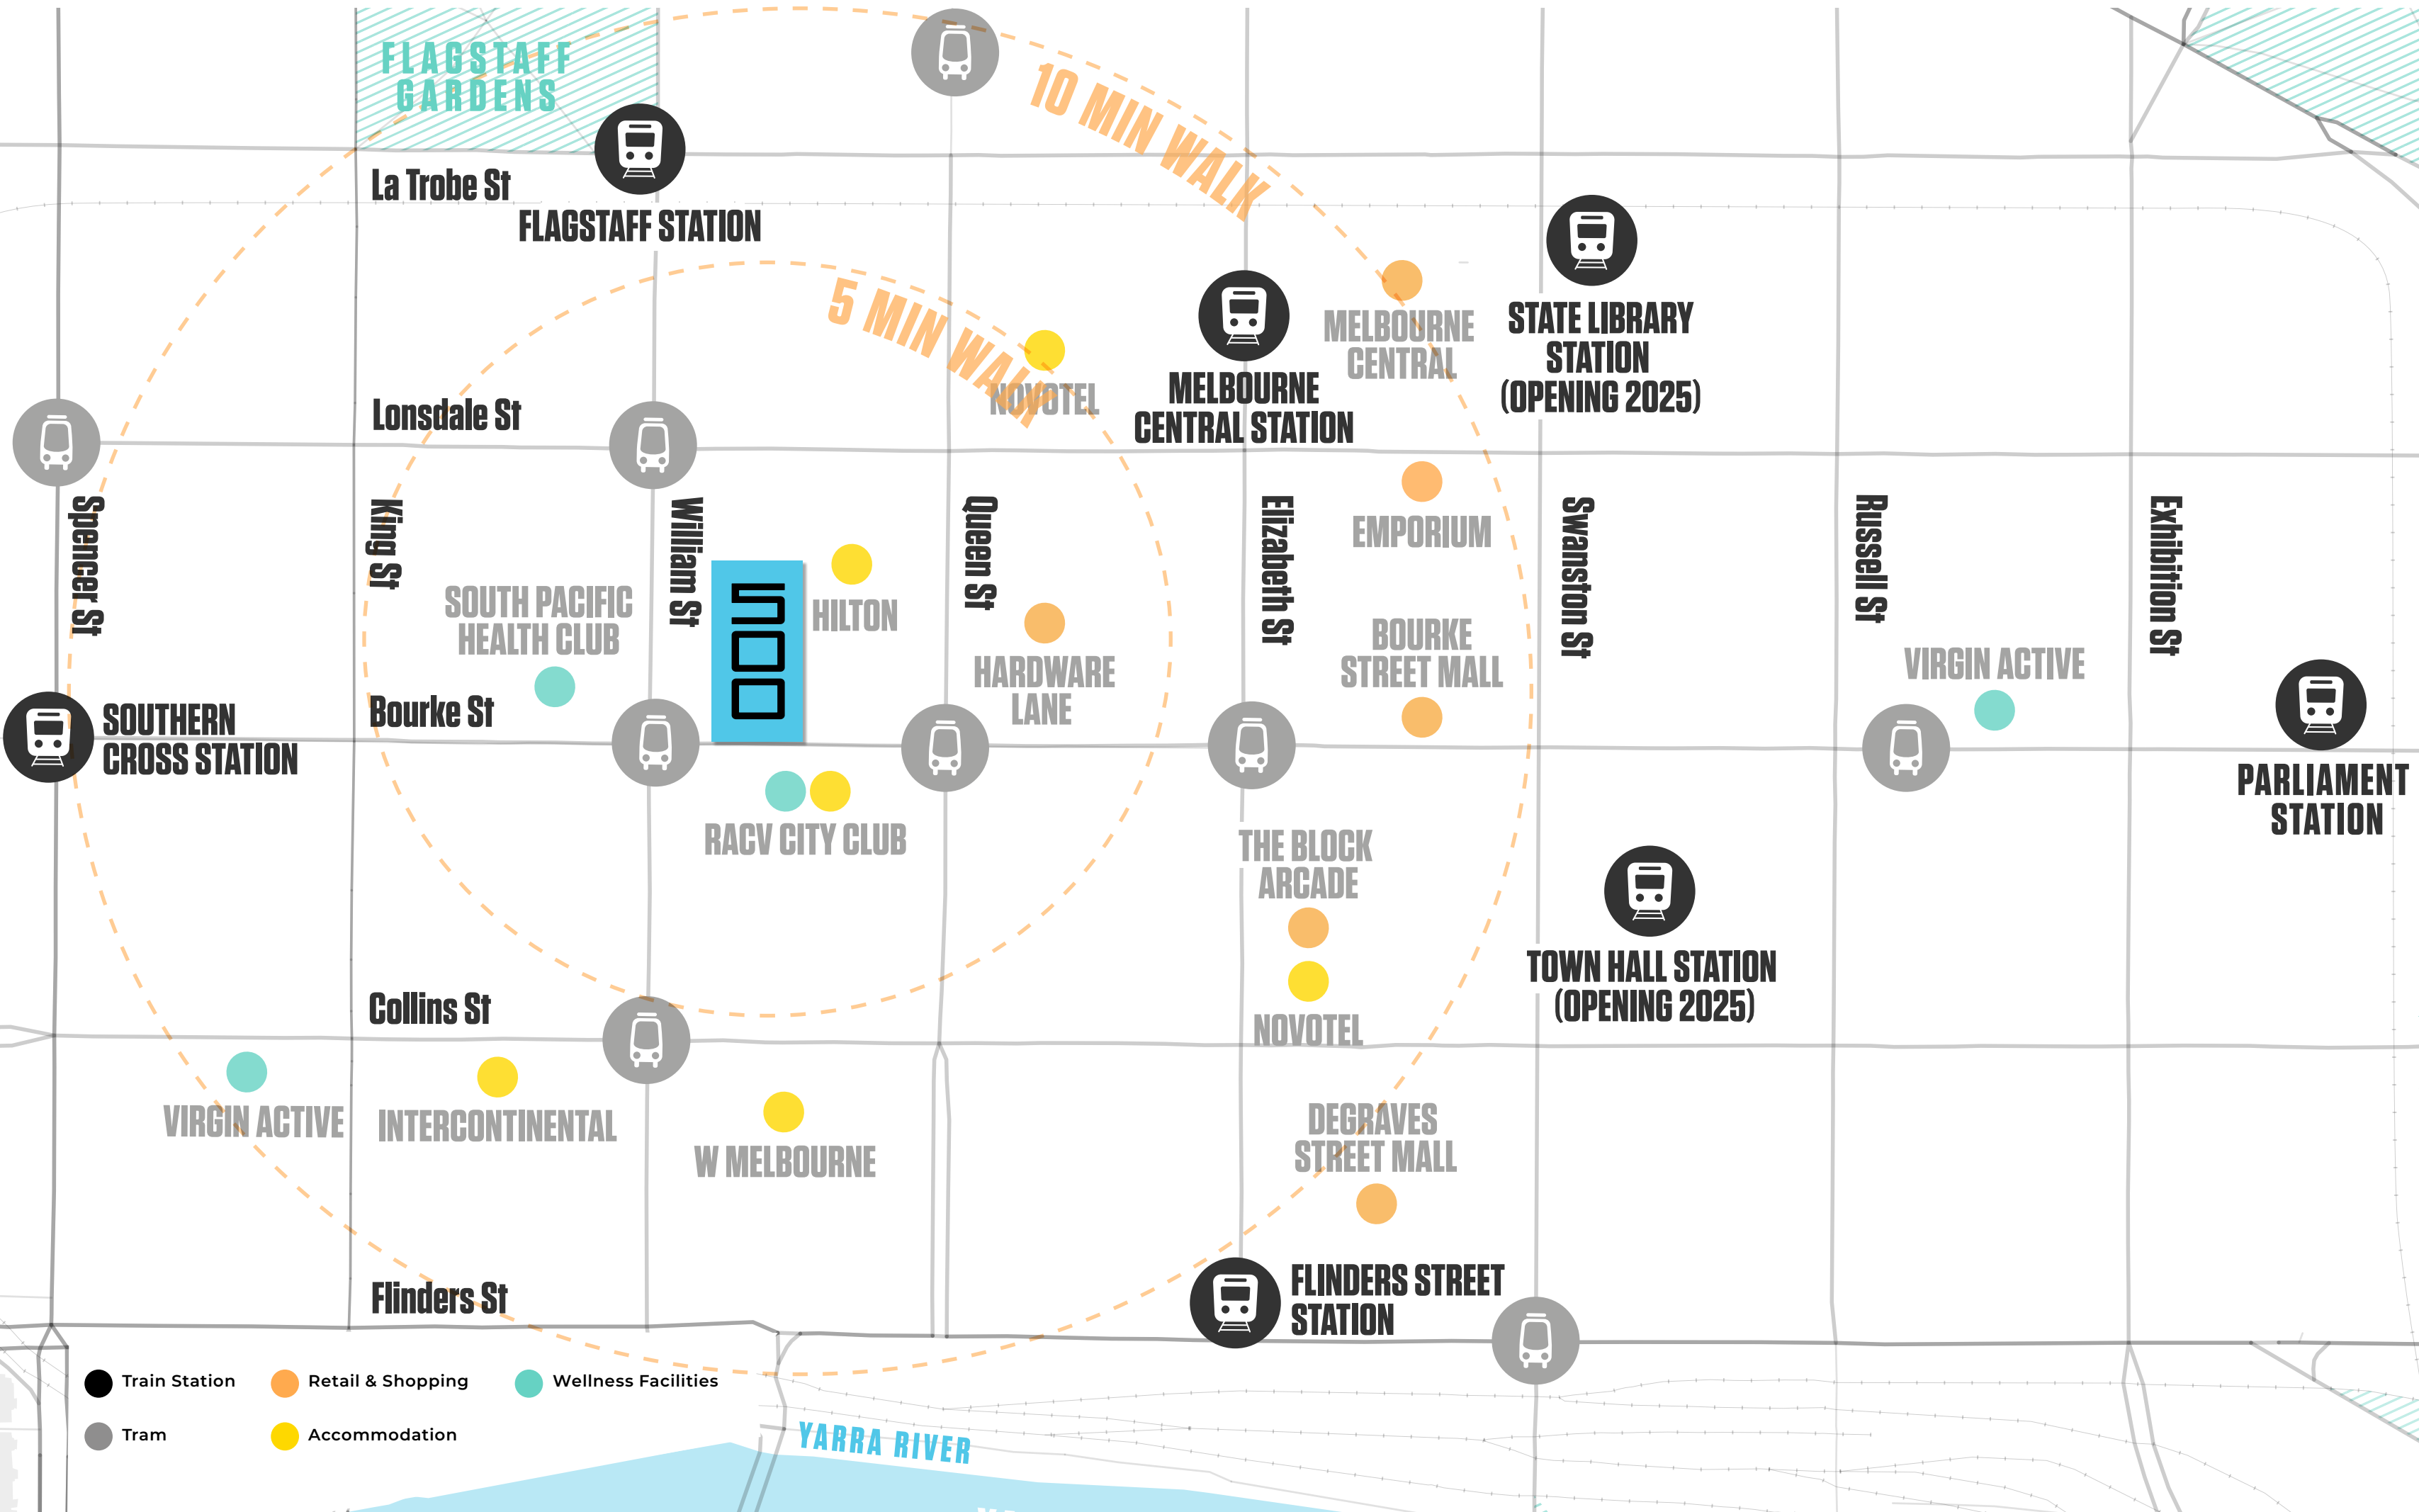 FLAGSTAFF
GARDENS
10 MIN WALK
La Trobe St
FLAGSTAFF STATION
5 MIN WALK
NOVOTEL
MELBOURNE
CENTRAL STATION
MELBOURNE
CENTRAL
STATE LIBRARY
STATION
(OPENING 2025)
Lonsdale St
Spencer St
King St
William St
Queen St
Elizabeth St
Swanston St
Russell St
Exhibition St
EMPORIUM
SOUTH PACIFIC
HEALTH CLUB
500
HILTON
HARDWARE
LANE
BOURKE
STREET MALL
VIRGIN ACTIVE
SOUTHERN
CROSS STATION
Bourke St
PARLIAMENT
STATION
RACV CITY CLUB
THE BLOCK
ARCADE
NOVOTEL
TOWN HALL STATION
(OPENING 2025)
Collins St
VIRGIN ACTIVE
INTERCONTINENTAL
W MELBOURNE
DEGRAVES
STREET MALL
Flinders St
FLINDERS STREET
STATION
Train Station
Retail & Shopping
Wellness Facilities
Tram
Accommodation
YARRA RIVER